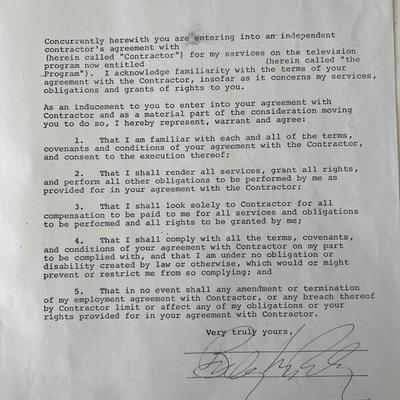 Concurrently herewith you are entering into an independent
contractor's agreement with
(herein called "Contractor") for my services on the television
program now entitled (herein called "the
Program"). I acknowledge familiarity with the terms of your
agreement with the Contractor, insofar as it concerns my services,
obligations and grants of rights to you.
As an inducement to you to enter into your agreement with
Contractor and as a material part of the consideration moving
you to do so, I hereby represent, warrant and agree:
1. That I am familiar with each and all of the terms,
covenants and conditions of your agreement with the Contractor,
and consent to the execution thereof;
2. That I shall render all services, grant all rights,
and perform all other obligations to be performed by me as
provided for in your agreement with the Contractor;
3. That I shall look solely to Contractor for all
compensation to be paid to me for all services and obligations
to be performed and all rights to be granted by me;
4. That I shall comply with all the terms, covenants,
and conditions of your agreement with Contractor on my part
to be complied with, and that I am under no obligation or
disability created by law or otherwise, which would or might
prevent or restrict me from so complying; and
5. That in no event shall any amendment or termination
of my employment agreement with Contractor, or any breach thereof
by Contractor limit or affect any of my obligations or your
rights provided for in your agreement with Contractor.
Very truly yours,